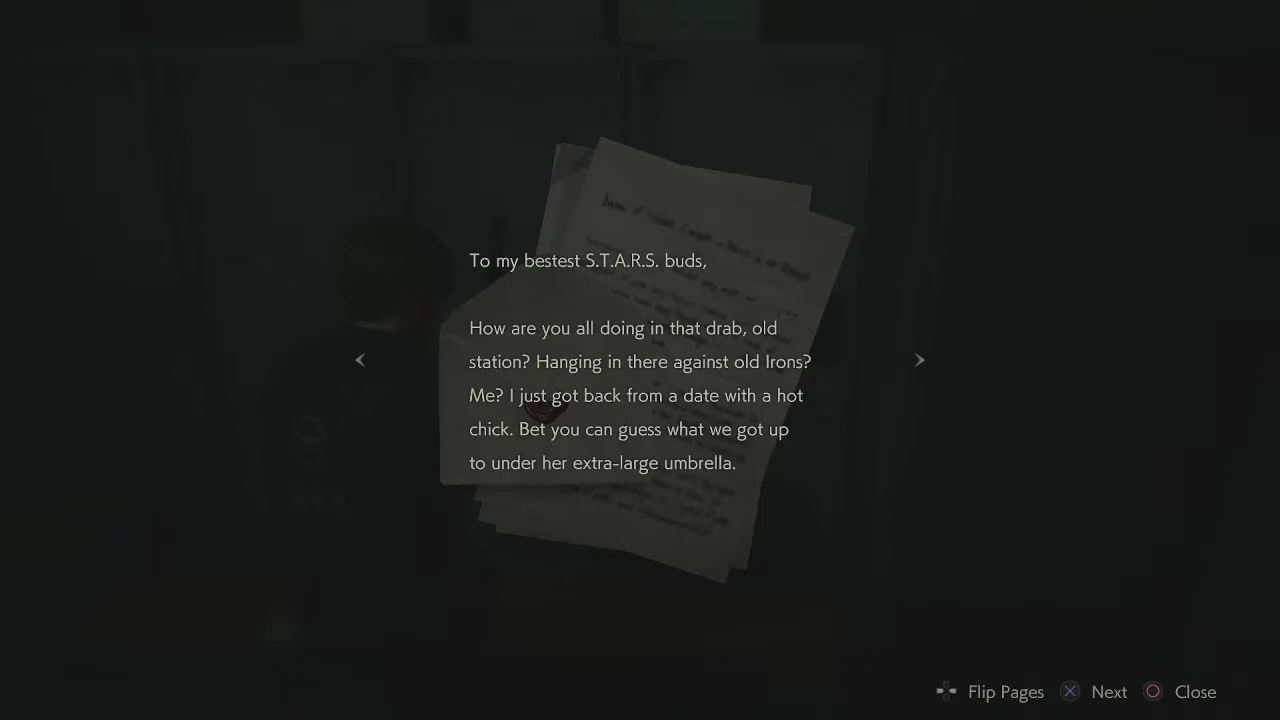 To my bestest S.T.A.R.S. buds,
How are you all doing in that drab, old
station? Hanging in there against old Irons?
Me? I just got back from a date with a hot
chick. Bet you can guess what we got up
to under her extra-large umbrella.
Flip Pages Next Close